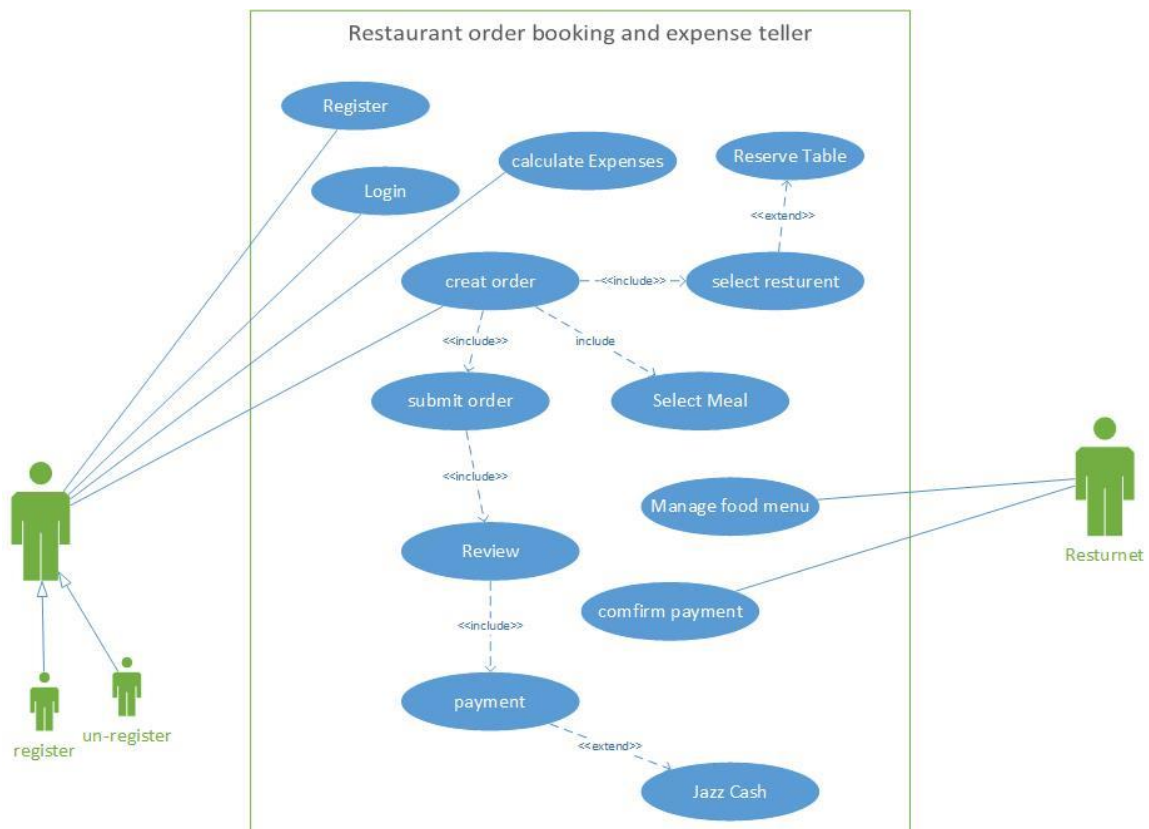 Restaurant order booking and expense teller
Register
calculate Expenses
Reserve Table
Login
<<extend>>
creat order
<<include>>
select resturent
<<include>>
include
submit order
Select Meal
<<include>>
Manage food menu
Review
Resturnet
comfirm payment
<<include>>
payment
un-register
register
<<extend>>
Jazz Cash